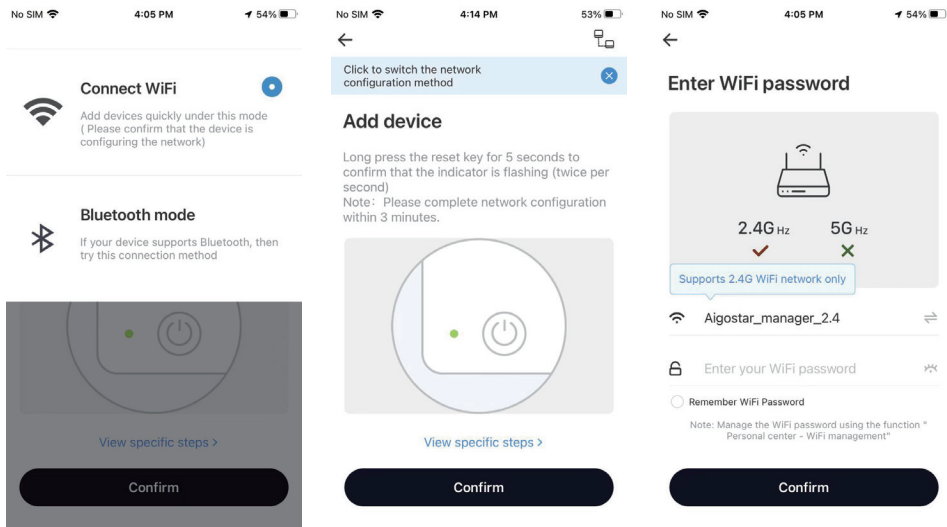 No SIM 4:05 PM 54%
Connect WiFi
Add devices quickly under this mode
( Please confirm that the device is
configuring the network)
Bluetooth mode
If your device supports Bluetooth, then
try this connection method
View specific steps >
Confirm
No SIM 4:14 PM 53%
Click to switch the network
configuration method
Add device
Long press the reset key for 5 seconds to
confirm that the indicator is flashing (twice per
second)
Note: Please complete network configuration
within 3 minutes.
View specific steps >
Confirm
No SIM 4:05 PM 54%
Enter WiFi password
2.4G Hz 5G Hz
Supports 2.4G WiFi network only
Aigostar_manager_2.4
Enter your WiFi password
Remember WiFi Password
Note: Manage the WiFi password using the function "
Personal center - WiFi management"
Confirm